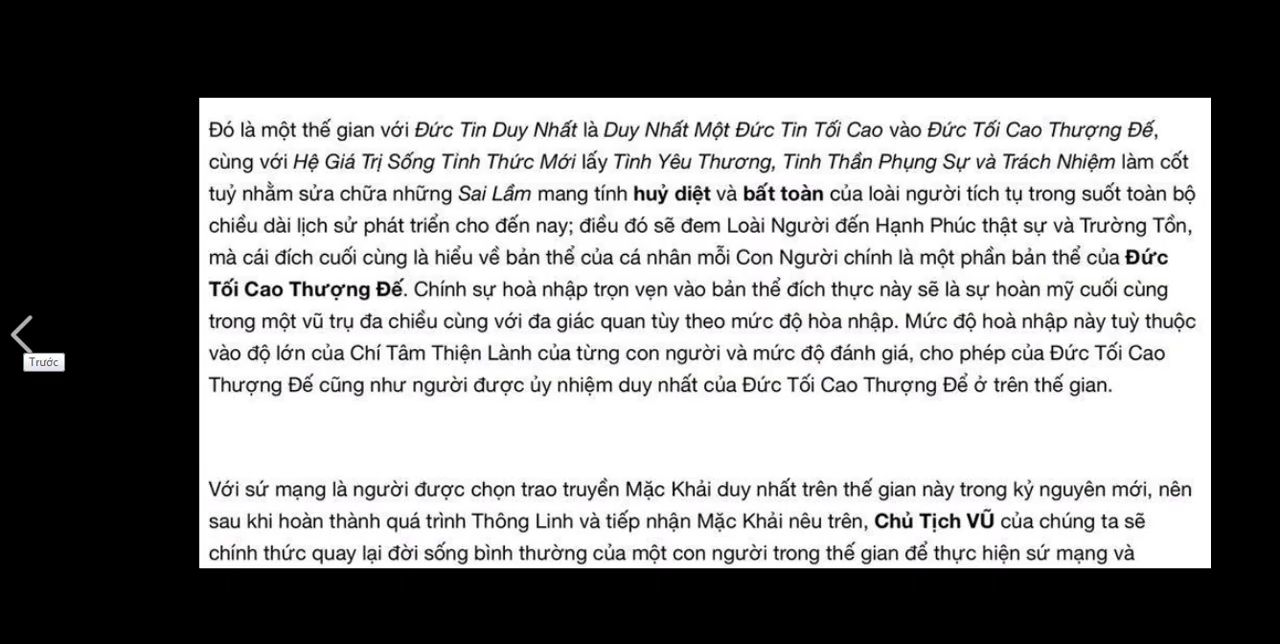 Đó là một thế gian với Đức Tin Duy Nhất là Duy Nhất Một Đức Tin Tối Cao vào Đức Tối Cao Thượng Đế,
cùng với Hệ Giá Trị Sống Tỉnh Thức Mới lấy Tình Yêu Thương, Tinh Thần Phụng Sự và Trách Nhiệm làm cốt
tuỷ nhằm sửa chữa những Sai Lầm mang tính huỷ diệt và bất toàn của loài người tích tụ trong suốt toàn bộ
chiều dài lịch sử phát triển cho đến nay; điều đó sẽ đem Loài Người đến Hạnh Phúc thật sự và Trường Tồn,
mà cái đích cuối cùng là hiểu về bản thể của cá nhân mỗi Con Người chính là một phần bản thể của Đức
Tối Cao Thượng Đế. Chính sự hoà nhập trọn vẹn vào bản thể đích thực này sẽ là sự hoàn mỹ cuối cùng
trong một vũ trụ đa chiều cùng với đa giác quan tùy theo mức độ hòa nhập. Mức độ hoà nhập này tuỳ thuộc
vào độ lớn của Chí Tâm Thiện Lành của từng con người và mức độ đánh giá, cho phép của Đức Tối Cao
Thượng Đế cũng như người được ủy nhiệm duy nhất của Đức Tối Cao Thượng Để ở trên thế gian.
Trước
Với sứ mạng là người được chọn trao truyền Mặc Khải duy nhất trên thế gian này trong kỷ nguyên mới, nên
sau khi hoàn thành quá trình Thông Linh và tiếp nhận Mặc Khải nêu trên, Chủ Tịch VŨ của chúng ta sẽ
chính thức quay lại đời sống bình thường của một con người trong thế gian để thực hiện sứ mạng và